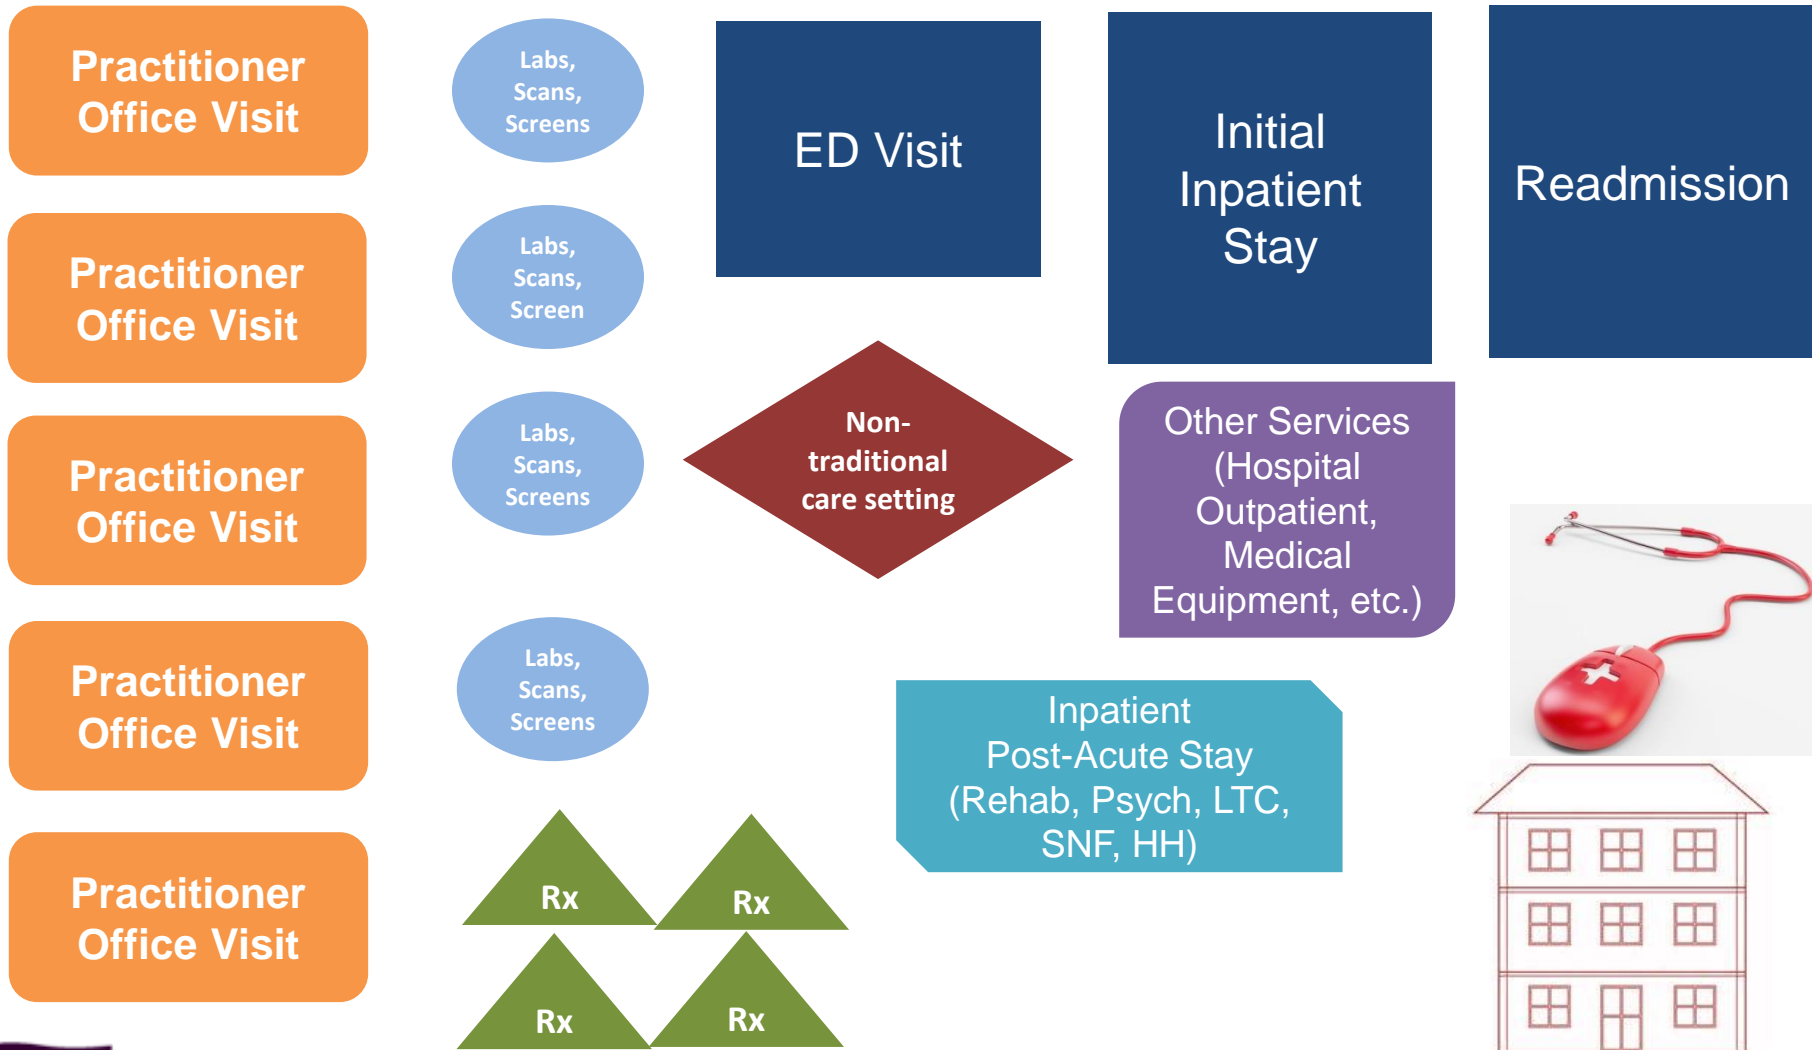 Practitioner
Office Visit
Practitioner
Office Visit
Practitioner
Office Visit
Practitioner
Office Visit
Practitioner
Office Visit
Labs,
Scans,
Screens
Labs,
Scans,
Screen
Labs,
Scans,
Screens
Labs,
Scans,
Screens
Rx
Rx
Rx
Rx
ED Visit
Non-
traditional
care setting
Initial
Inpatient
Stay
Readmission
Other Services
(Hospital
Outpatient,
Medical
Equipment, etc.)
Inpatient
Post-Acute Stay
(Rehab, Psych, LTC,
SNF, HH)